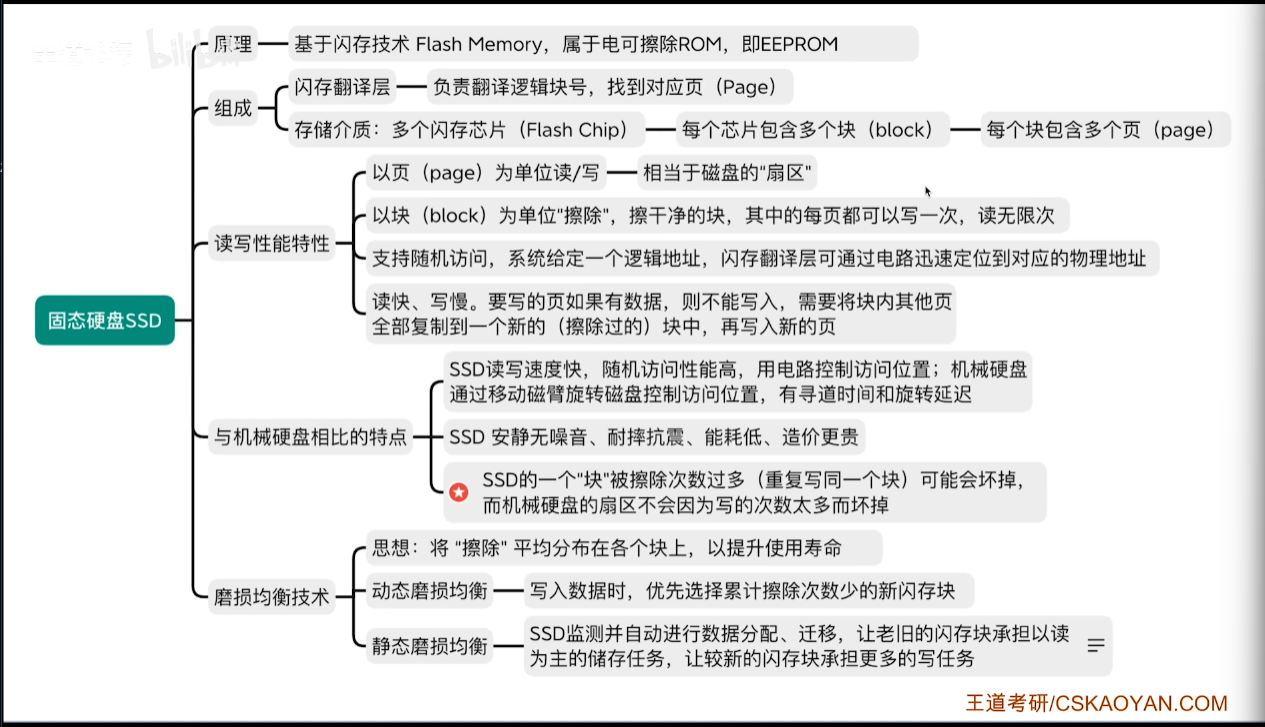 固态硬盘SSD
原理
基于闪存技术 Flash Memory，属于电可擦除ROM，即EEPROM
组成
闪存翻译层
负责翻译逻辑块号，找到对应页（Page）
存储介质：多个闪存芯片（Flash Chip）
每个芯片包含多个块（block）
每个块包含多个页（page）
读写性能特性
以页（page）为单位读/写
相当于磁盘的"扇区"
以块（block）为单位"擦除"，擦干净的块，其中的每页都可以写一次，读无限次
支持随机访问，系统给定一个逻辑地址，闪存翻译层可通过电路迅速定位到对应的物理地址
读快、写慢。要写的页如果有数据，则不能写入，需要将块内其他页
全部复制到一个新的（擦除过的）块中，再写入新的页
与机械硬盘相比的特点
SSD读写速度快，随机访问性能高，用电路控制访问位置；机械硬盘
通过移动磁臂旋转磁盘控制访问位置，有寻道时间和旋转延迟
SSD 安静无噪音、耐摔抗震、能耗低、造价更贵
SSD的一个"块"被擦除次数过多（重复写同一个块）可能会坏掉，
而机械硬盘的扇区不会因为写的次数太多而坏掉
磨损均衡技术
思想：将 "擦除" 平均分布在各个块上，以提升使用寿命
动态磨损均衡
写入数据时，优先选择累计擦除次数少的新闪存块
静态磨损均衡
SSD监测并自动进行数据分配、迁移，让老旧的闪存块承担以读
为主的储存任务，让较新的闪存块承担更多的写任务
王道考研/CSKAOYAN.COM